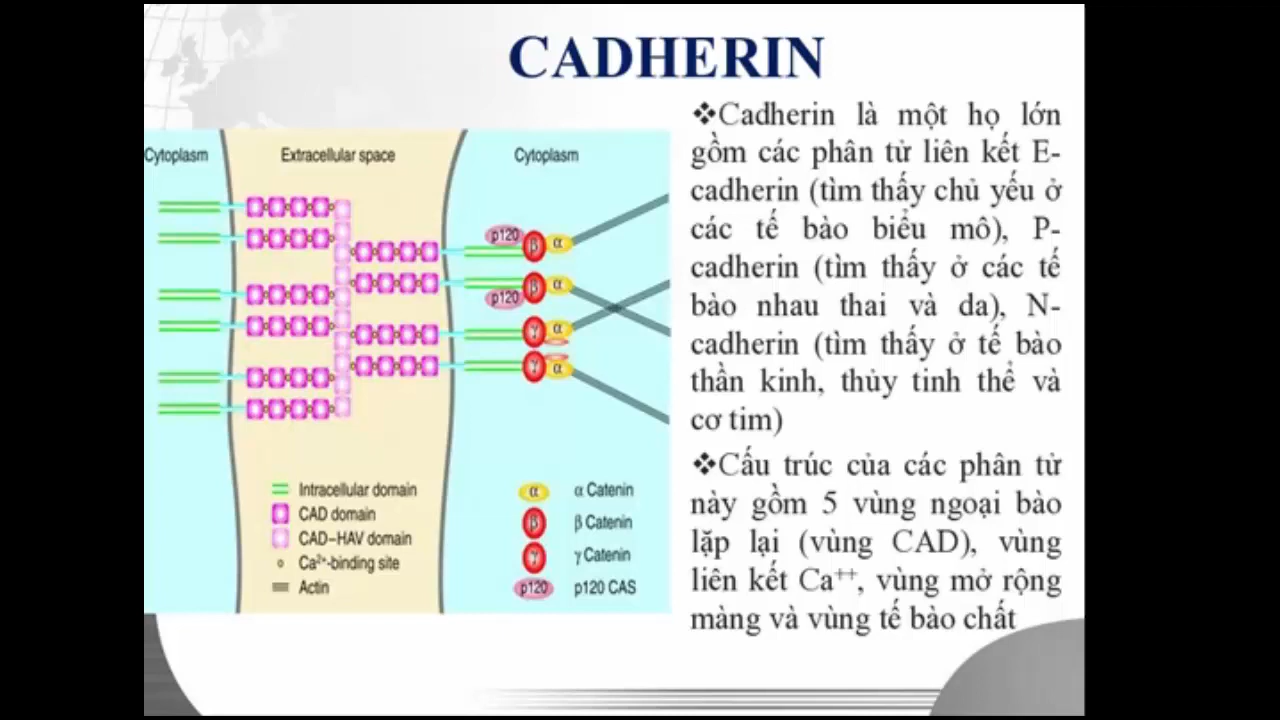 CADHERIN
Cytoplasm
Extracellular space
Cytoplasm
p120
β
α
β
α
p120
γ
α
γ
α
Intracellular domain
CAD domain
CAD–HAV domain
Ca²⁺-binding site
Actin
α
α Catenin
β
β Catenin
γ
γ Catenin
p120
p120 CAS
❖Cadherin là một họ lớn
gồm các phân tử liên kết E-
cadherin (tìm thấy chủ yếu ở
các tế bào biểu mô), P-
cadherin (tìm thấy ở các tế
bào nhau thai và da), N-
cadherin (tìm thấy ở tế bào
thần kinh, thủy tinh thể và
cơ tim)
❖Cấu trúc của các phân tử
này gồm 5 vùng ngoại bào
lặp lại (vùng CAD), vùng
liên kết Ca⁺⁺, vùng mở rộng
màng và vùng tế bào chất